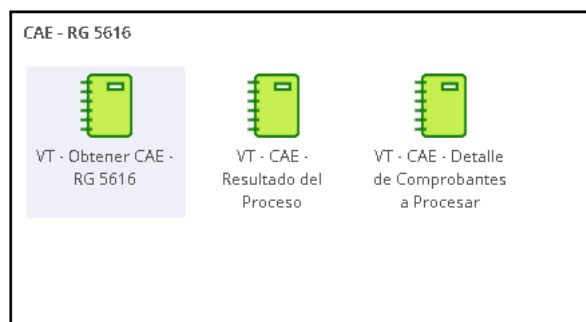 CAE - RG 5616
VT - Obtener CAE -
RG 5616
VT - CAE -
Resultado del
Proceso
VT - CAE - Detalle
de Comprobantes
a Procesar